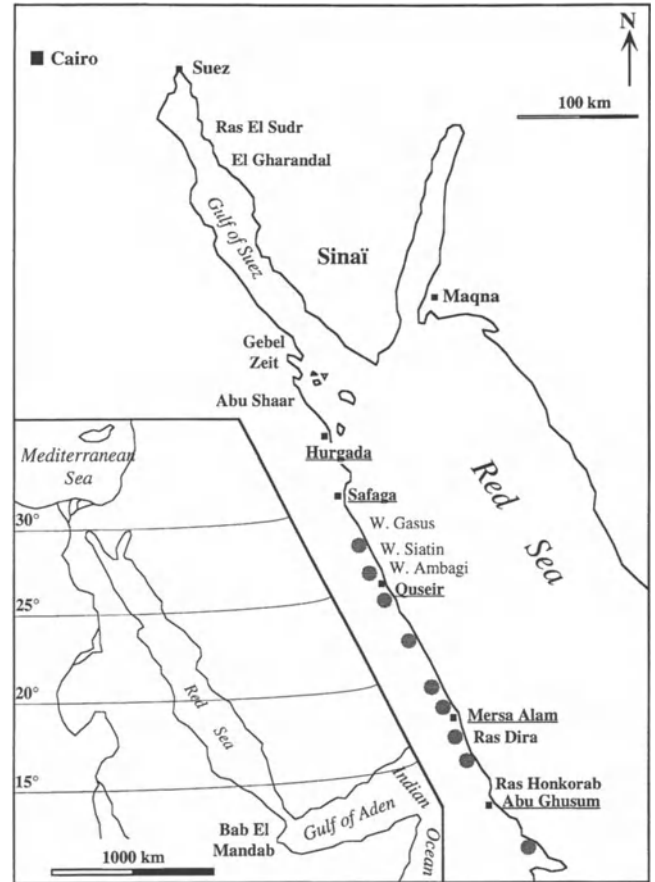 N
Cairo
Suez
100 km
Ras El Sudr
El Gharandal
Gulf of Suez
Sinaï
Maqna
Gebel
Zeit
Abu Shaar
Hurgada
Red
Sea
Safaga
W. Gasus
W. Siatin
W. Ambagi
Quseir
Mersa Alam
Ras Dira
Ras Honkorab
Abu Ghusum
Mediterranean
Sea
30°
25°
20°
15°
Red
Sea
Bab El
Mandab
Gulf of Aden
Indian
Ocean
1000 km